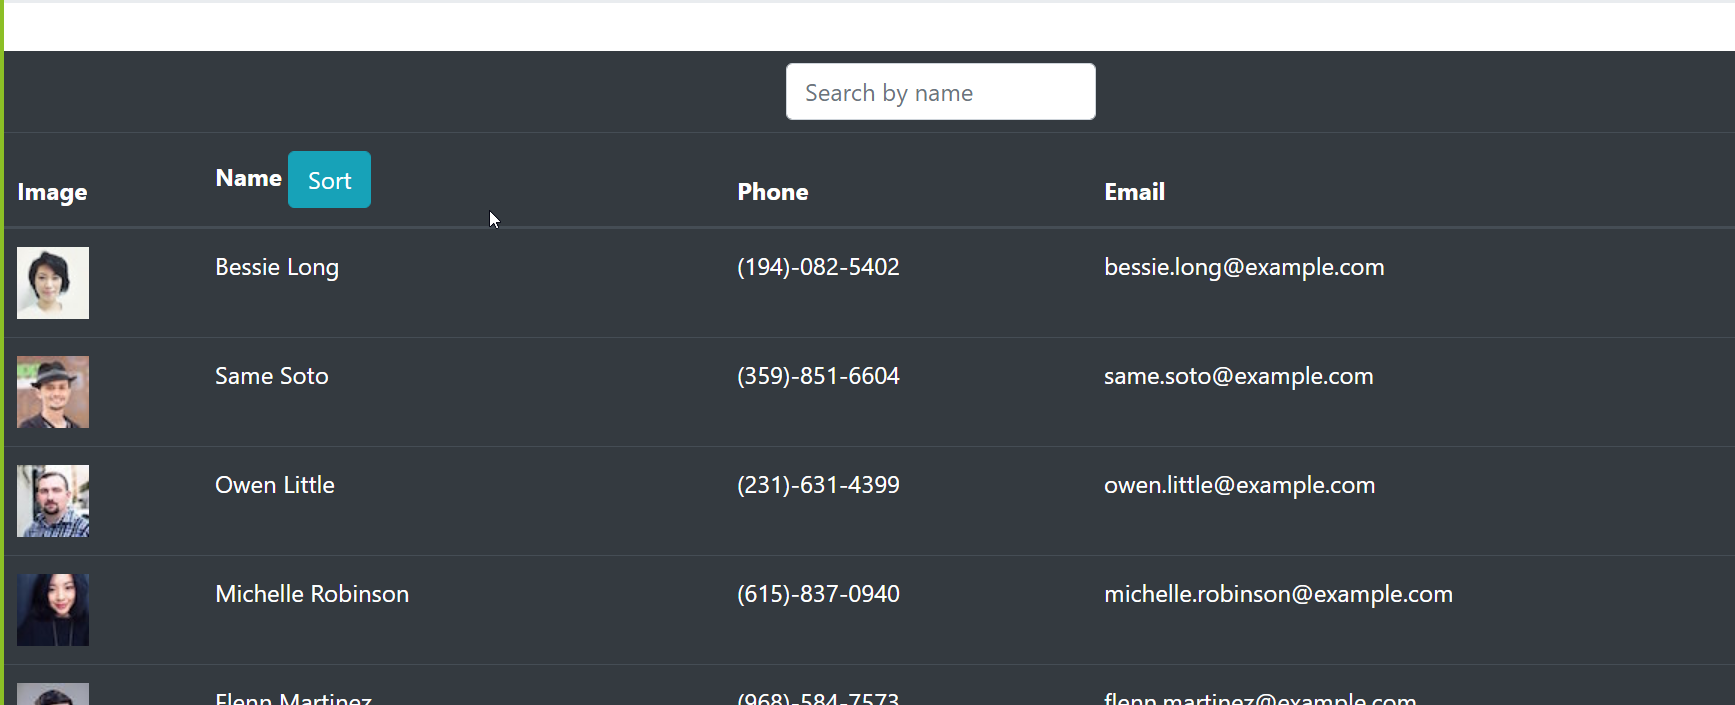 Search by name
Image Name Sort Phone Email
Bessie Long (194)-082-5402 bessie.long@example.com
Same Soto (359)-851-6604 same.soto@example.com
Owen Little (231)-631-4399 owen.little@example.com
Michelle Robinson (615)-837-0940 michelle.robinson@example.com
Flenn Martinez (968)-584-7573 flenn.martinez@example.com